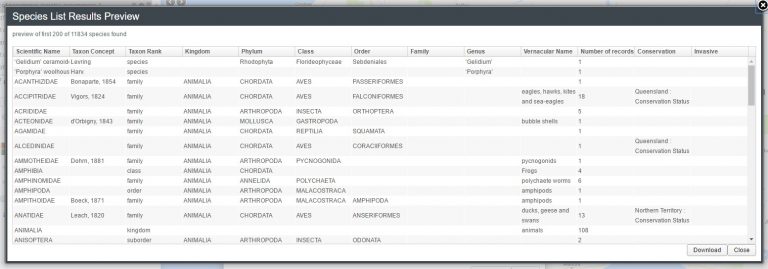 Species List Results Preview
preview of first 200 of 11834 species found
Scientific Name Taxon Concept Taxon Rank Kingdom Phylum Class Order Family Genus Vernacular Name Number of records Conservation Invasive
'Gelidium' ceramoid Levring species Rhodophyta Florideophyceae Sebdeniales 'Gelidium' 1
'Porphyra' woolhous Harv. species 'Porphyra' 1
ACANTHIZIDAE Bonaparte, 1854 family ANIMALIA CHORDATA AVES PASSERIFORMES 1
ACCIPITRIDAE Vigors, 1824 family ANIMALIA CHORDATA AVES FALCONIFORMES eagles, hawks, kites and sea-eagles 18 Queensland : Conservation Status
ACRIDIDAE family ANIMALIA ARTHROPODA INSECTA ORTHOPTERA 5
ACTEONIDAE d'Orbigny, 1843 family ANIMALIA MOLLUSCA GASTROPODA bubble shells 1
AGAMIDAE family ANIMALIA CHORDATA REPTILIA SQUAMATA 1
ALCEDINIDAE family ANIMALIA CHORDATA AVES CORACIIFORMES Queensland : Conservation Status
AMMOTHEIDAE Dohrn, 1881 family ANIMALIA ARTHROPODA PYCNOGONIDA pycnogonids 1
AMPHIBIA class ANIMALIA CHORDATA Frogs 4
AMPHINOMIDAE family ANIMALIA ANNELIDA POLYCHAETA polychaete worms 6
AMPHIPODA order ANIMALIA ARTHROPODA MALACOSTRACA amphipods 1
AMPITHOIDAE Boeck, 1871 family ANIMALIA ARTHROPODA MALACOSTRACA AMPHIPODA amphipods 1
ANATIDAE Leach, 1820 family ANIMALIA CHORDATA AVES ANSERIFORMES ducks, geese and swans 13 Northern Territory : Conservation Status
ANIMALIA kingdom animals 108
ANISOPTERA suborder ANIMALIA ARTHROPODA INSECTA ODONATA 2
Download Close